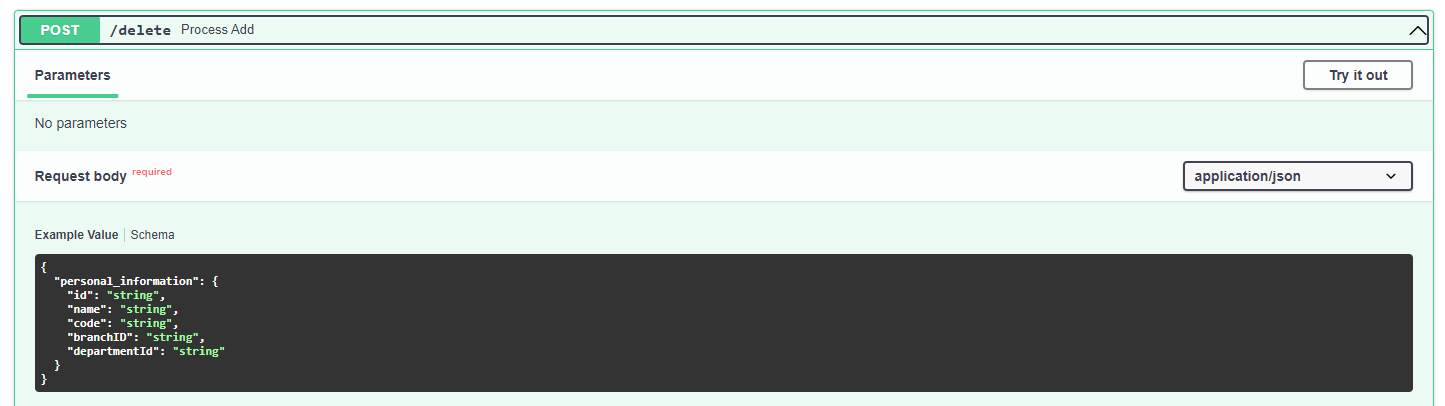 POST /delete Process Add
Parameters Try it out
No parameters
Request body required application/json
Example Value Schema
{
"personal_information": {
"id": "string",
"name": "string",
"code": "string",
"branchID": "string",
"departmentId": "string"
}
}